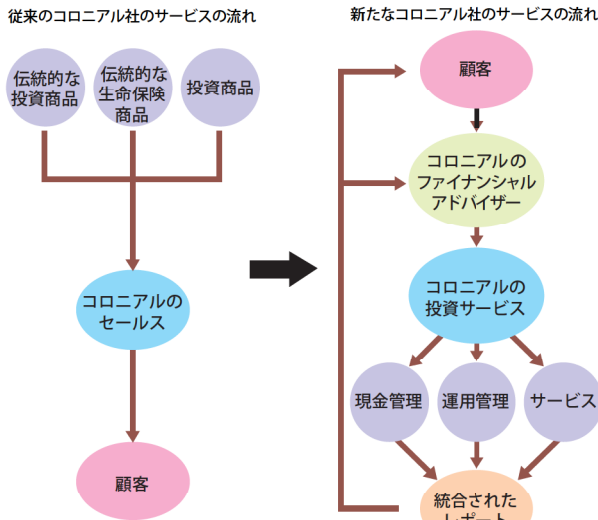 従来のコロニアル社のサービスの流れ
伝統的な
投資商品
伝統的な
生命保険
商品
投資商品
コロニアルの
セールス
顧客
新たなコロニアル社のサービスの流れ
顧客
コロニアルの
ファイナンシャル
アドバイザー
コロニアルの
投資サービス
現金管理
運用管理
サービス
統合された
レポート